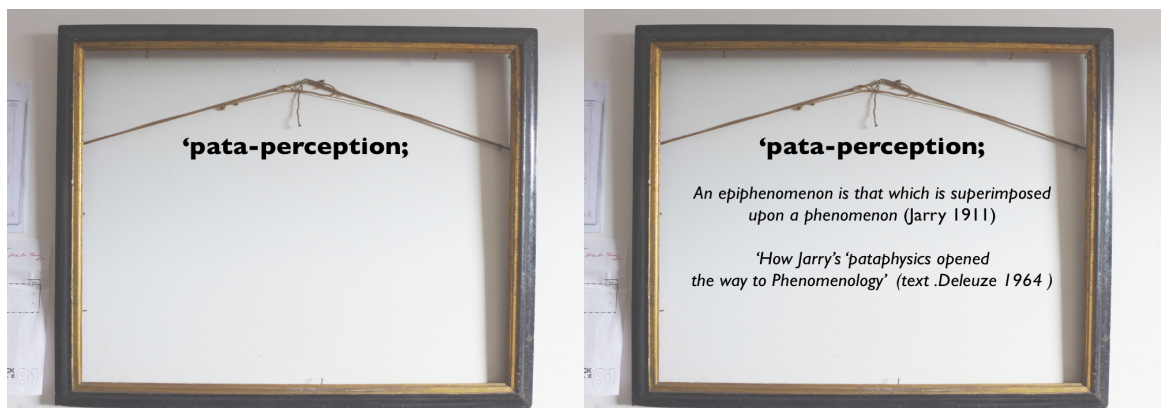 ‘pata-perception;
‘pata-perception;
An epiphenomenon is that which is superimposed
upon a phenomenon (Jarry 1911)
‘How Jarry’s ‘pataphysics opened
the way to Phenomenology’ (text .Deleuze 1964 )